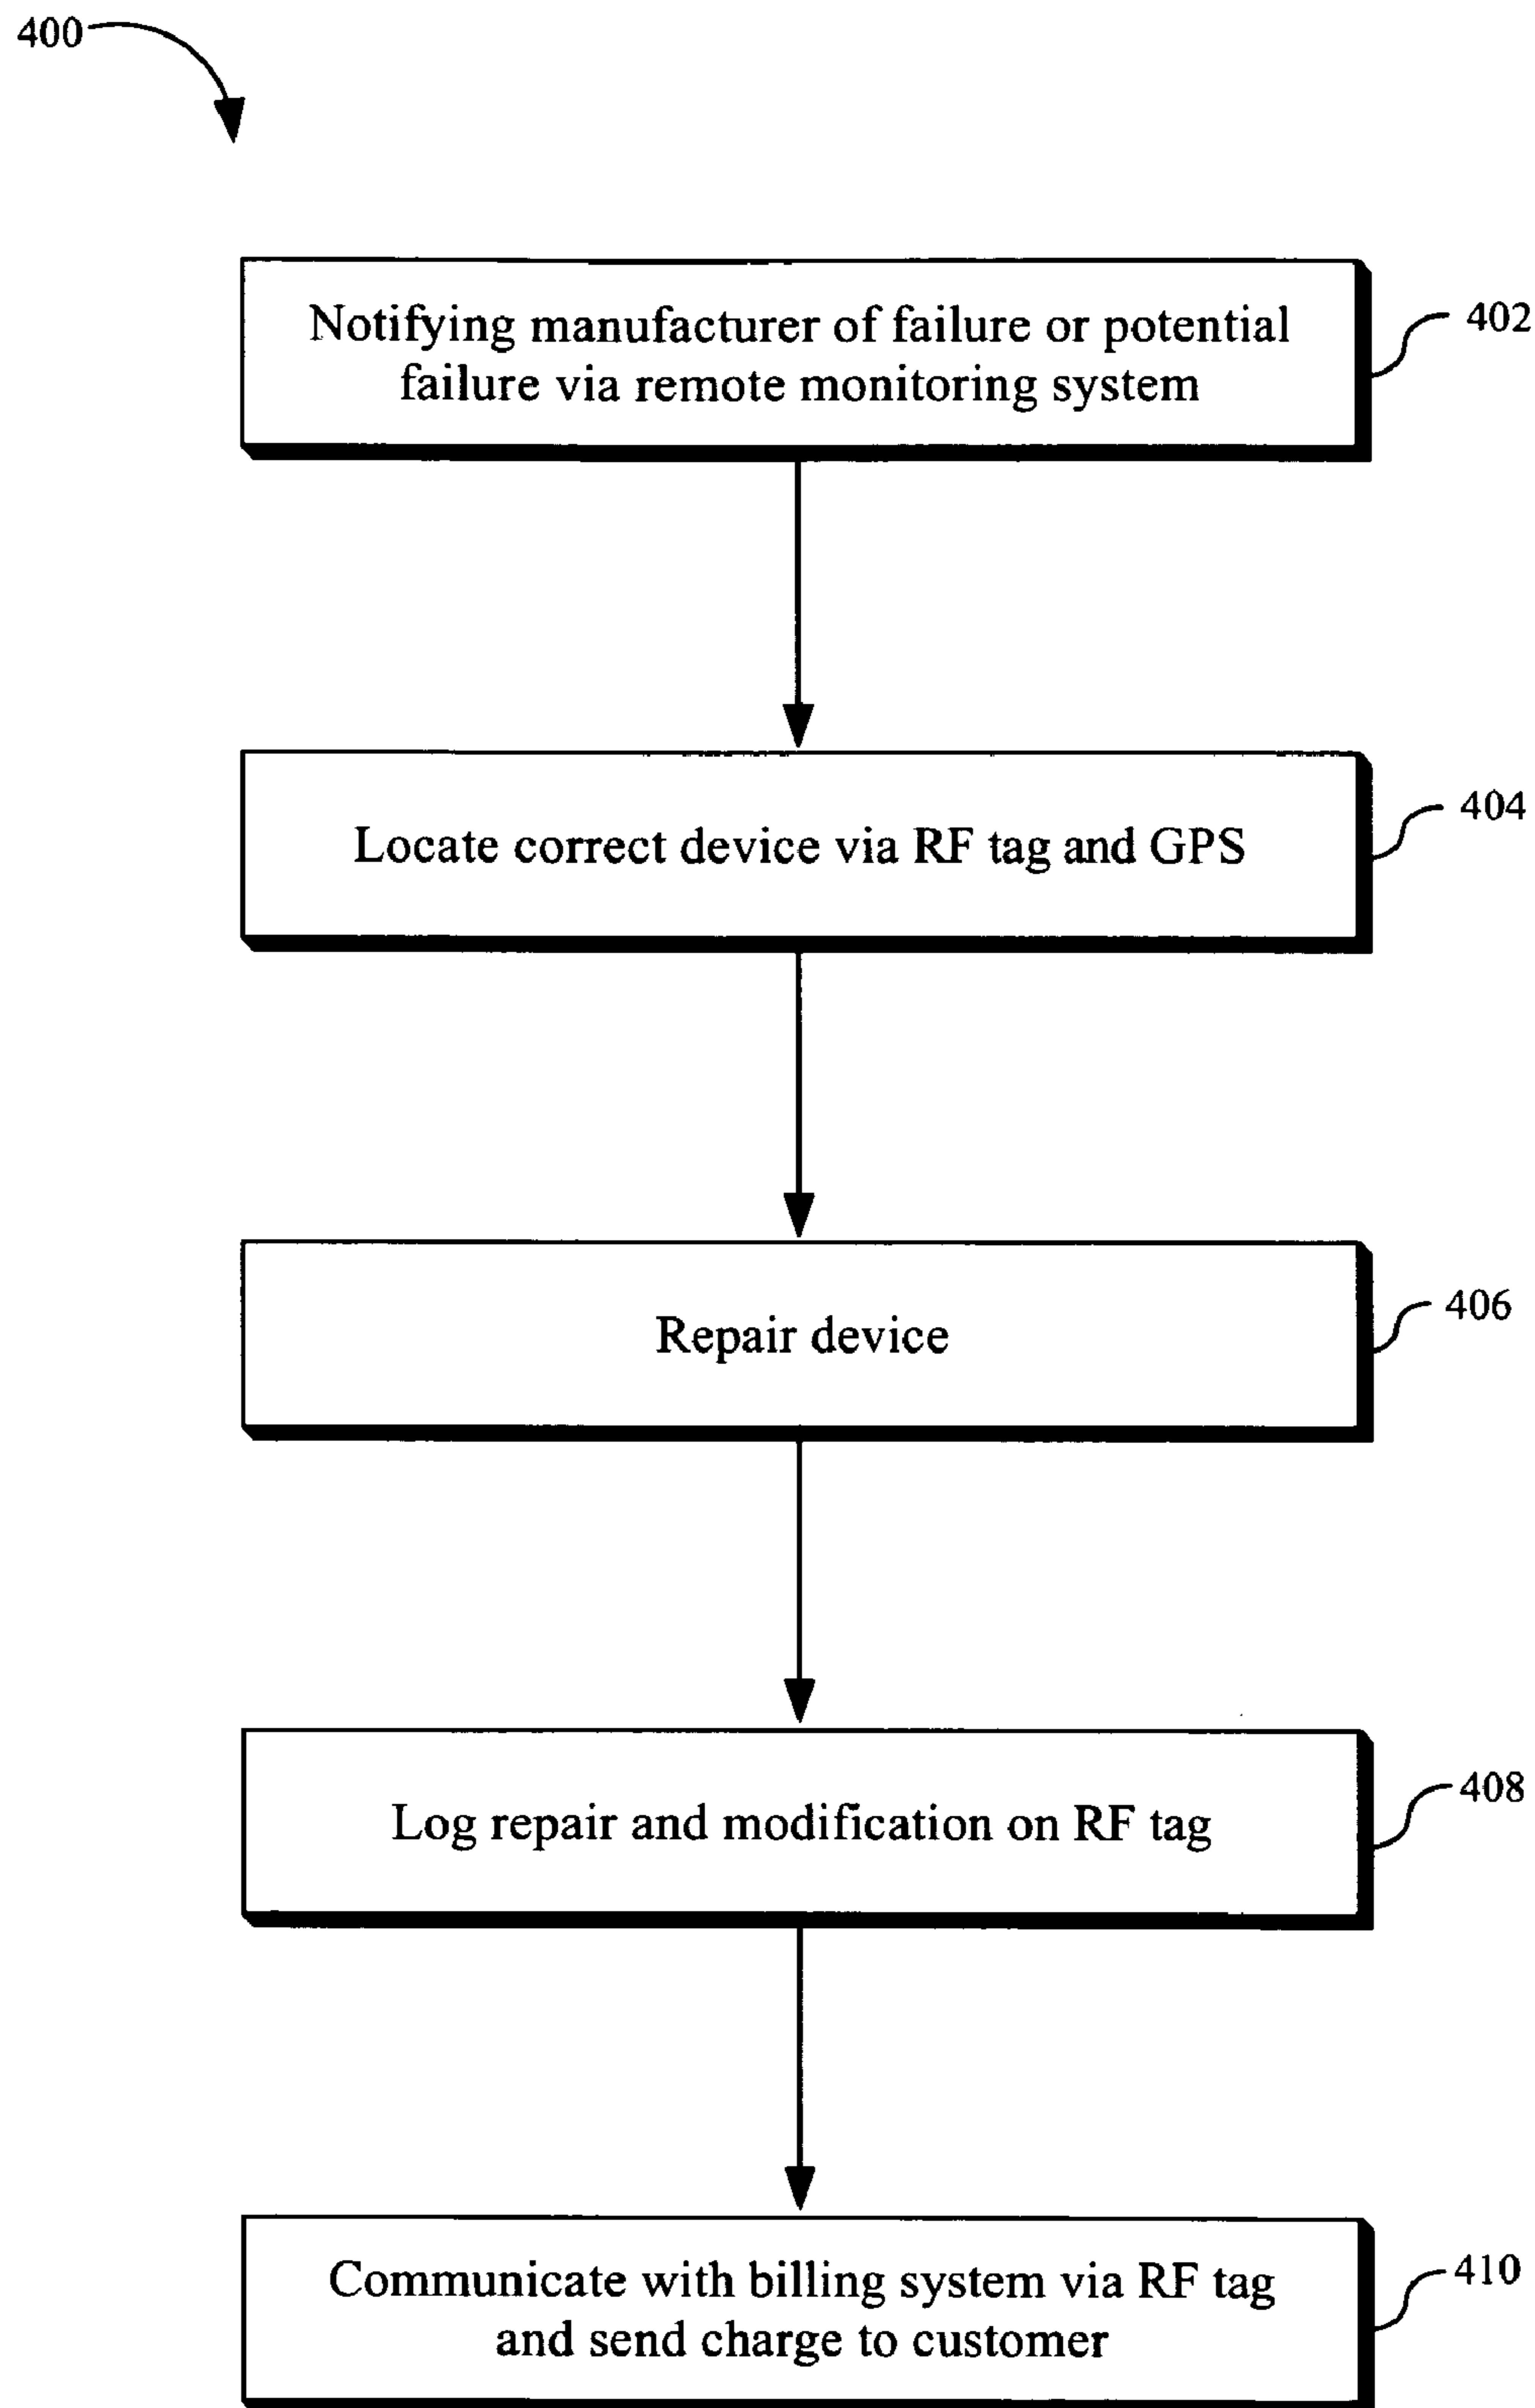 400
Notifying manufacturer of failure or potential
failure via remote monitoring system
402
Locate correct device via RF tag and GPS
404
Repair device
406
Log repair and modification on RF tag
408
Communicate with billing system via RF tag
and send charge to customer
410